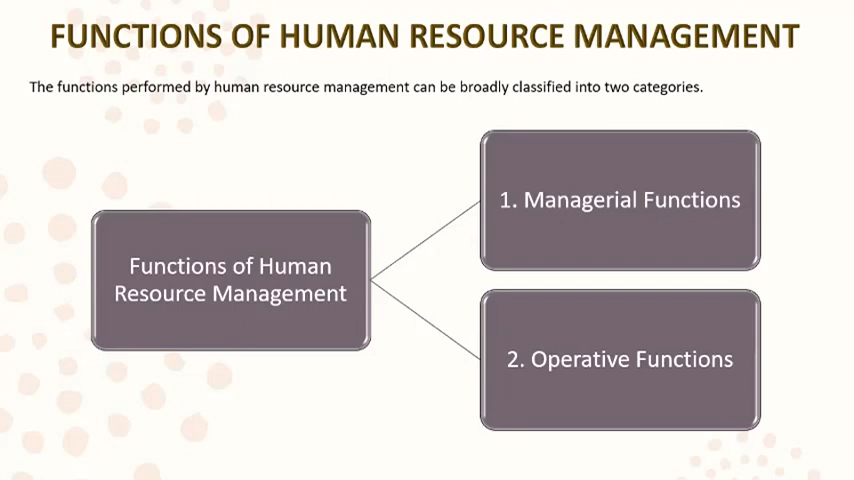 FUNCTIONS OF HUMAN RESOURCE MANAGEMENT
The functions performed by human resource management can be broadly classified into two categories.
1. Managerial Functions
Functions of Human
Resource Management
2. Operative Functions